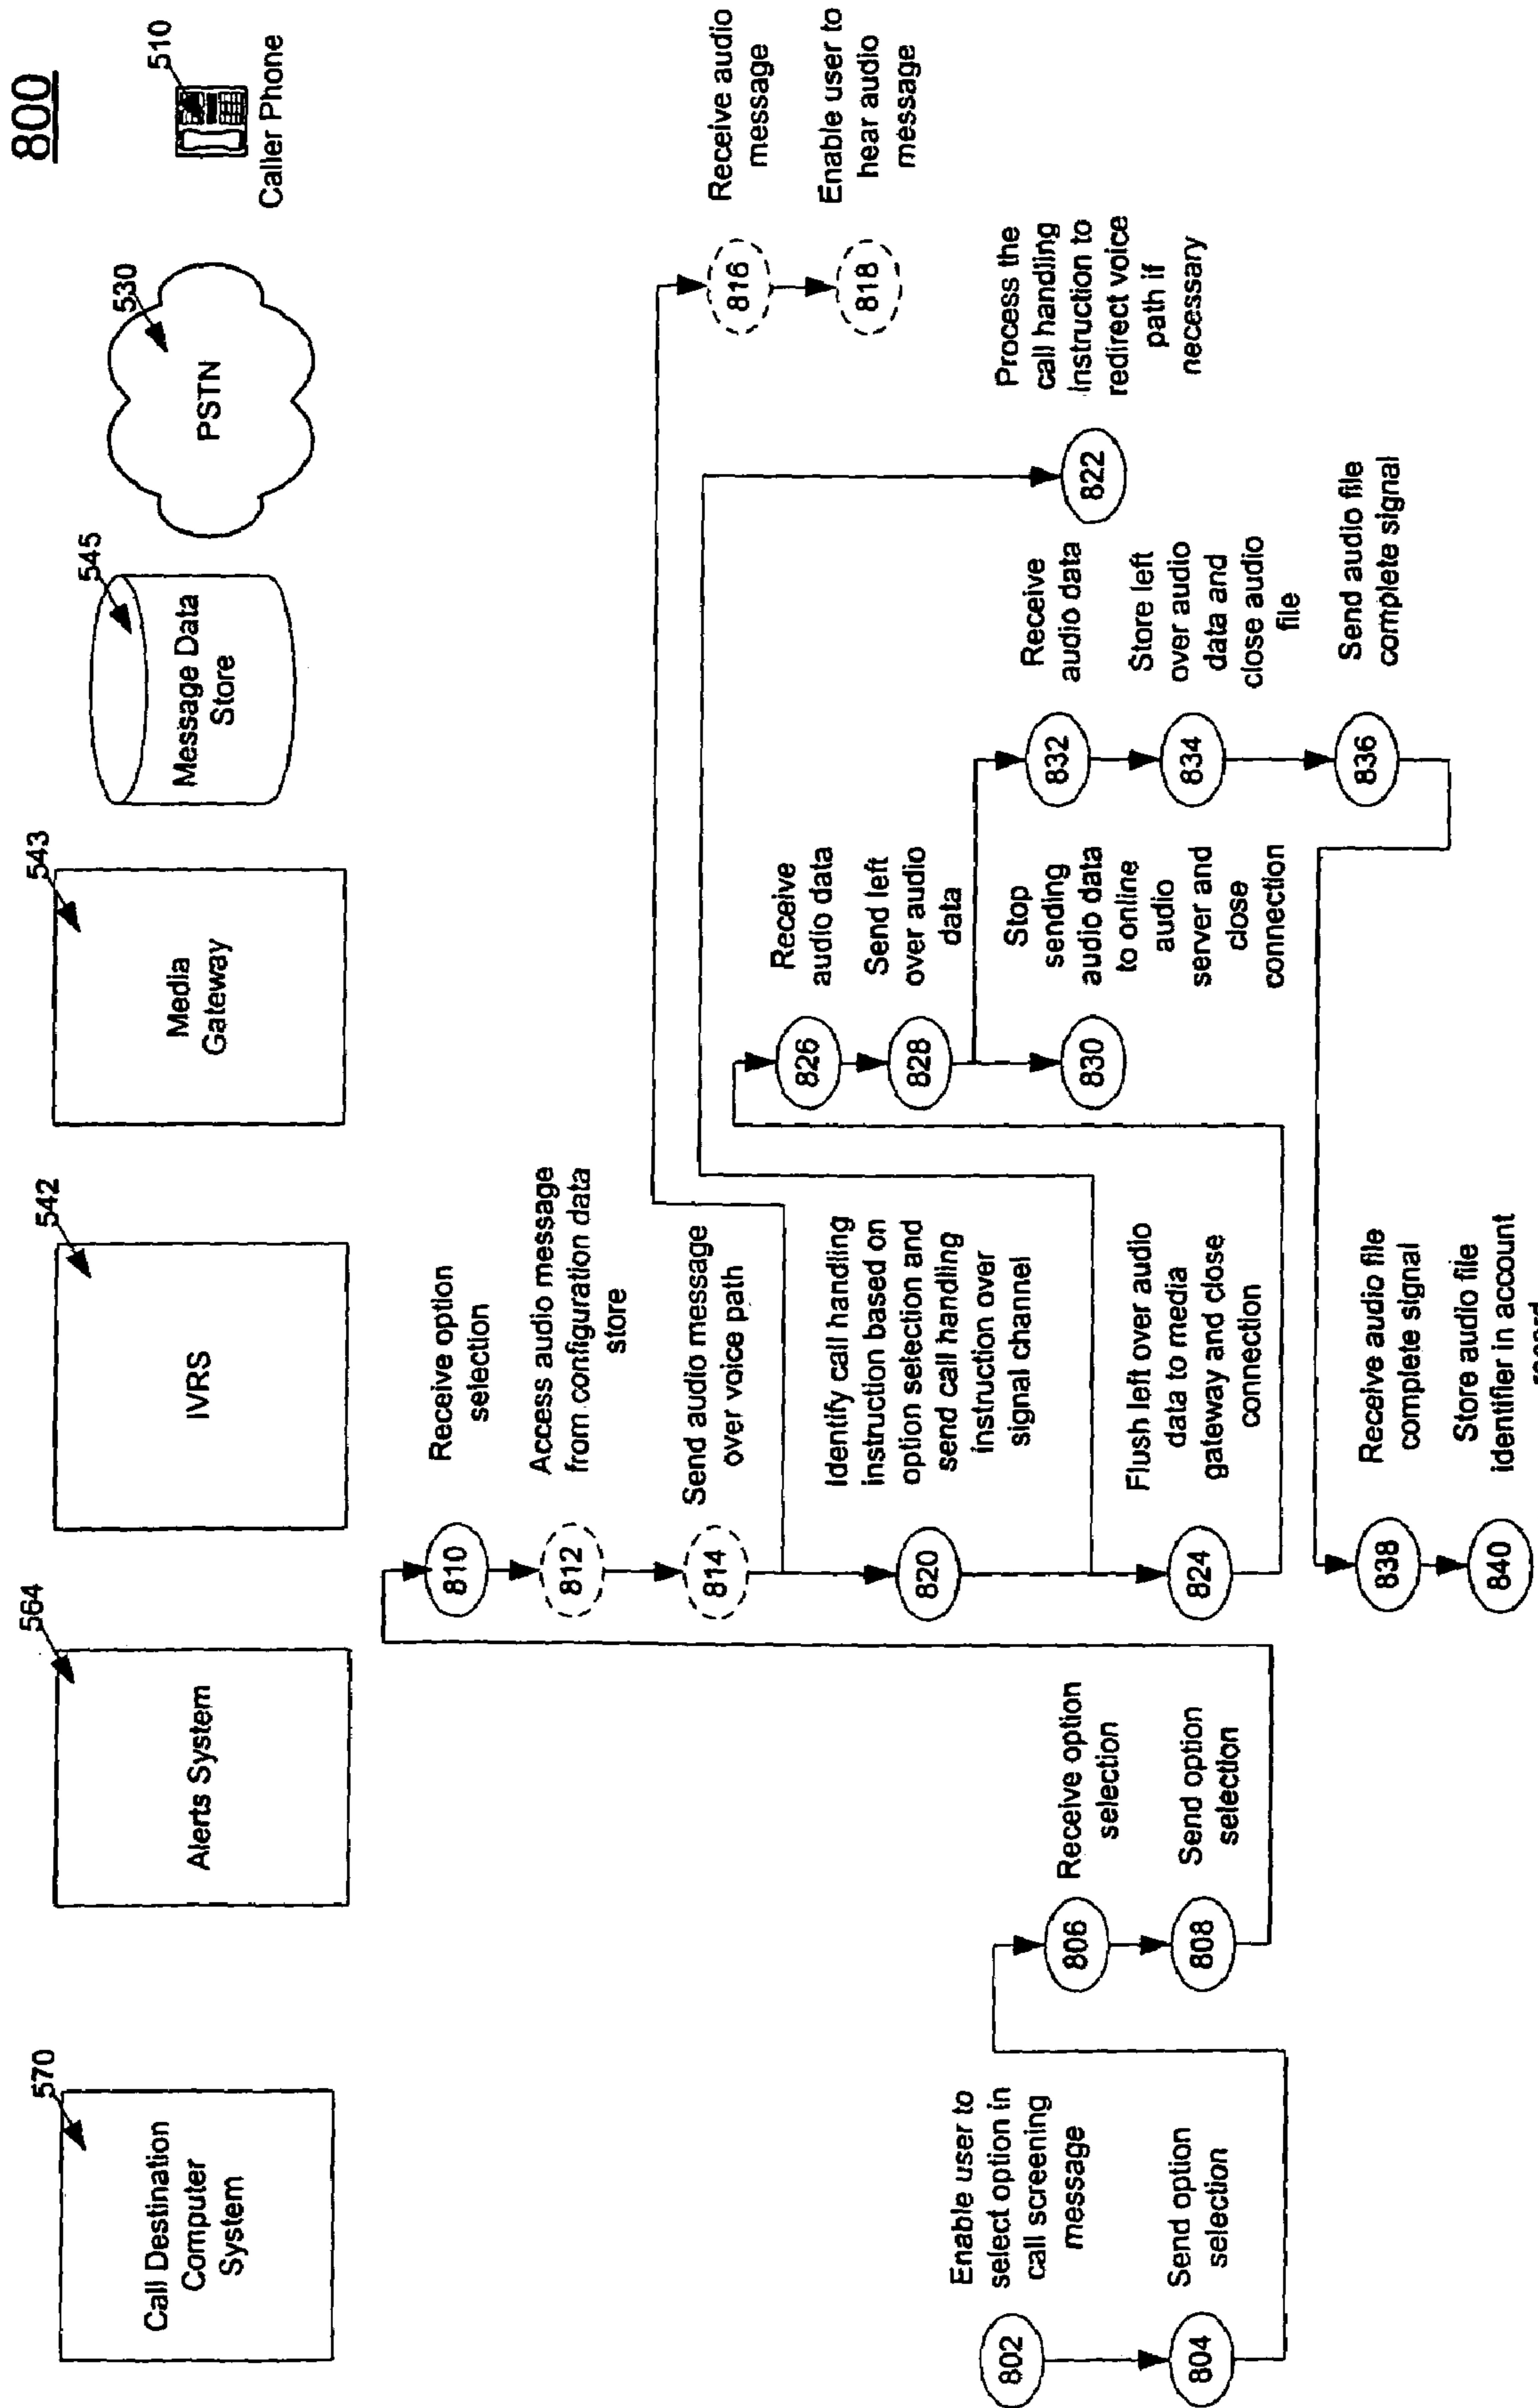 800
570
Call Destination
Computer
System
564
Alerts System
542
IVRS
543
Media
Gateway
545
Message Data
Store
530
PSTN
510
Caller Phone
802
Enable user to
select option in
call screening
message
804
Send option
selection
806
Receive option
selection
808
Send option
selection
810
Receive option
selection
812
Access audio message
from configuration data
store
814
Send audio message
over voice path
816
Receive audio
message
818
Enable user to
hear audio
message
820
Identify call handling
instruction based on
option selection and
send call handling
instruction over
signal channel
822
Process the
call handling
instruction to
redirect voice
path if
necessary
824
Flush left over audio
data to media
gateway and close
connection
826
Receive
audio data
828
Send left
over audio
data
830
Stop
sending
audio data
to online
audio
server and
close
connection
832
Receive
audio data
834
Store left
over audio
data and
close audio
file
836
Send audio file
complete signal
838
Receive audio file
complete signal
840
Store audio file
identifier in account